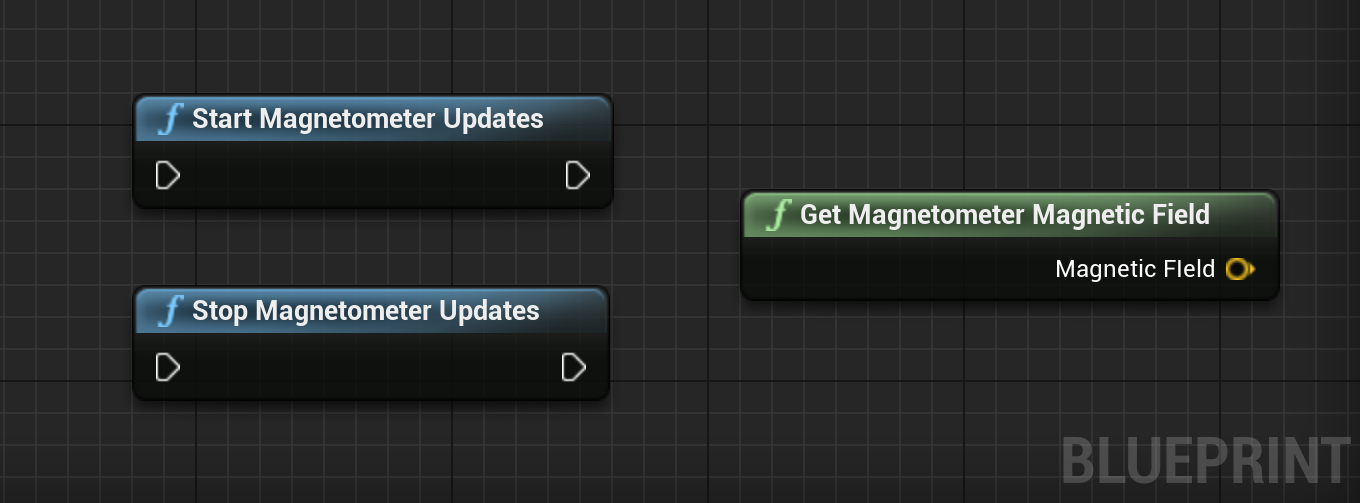 f Start Magnetometer Updates
f Get Magnetometer Magnetic Field
Magnetic FIeld
f Stop Magnetometer Updates
BLUEPRINT